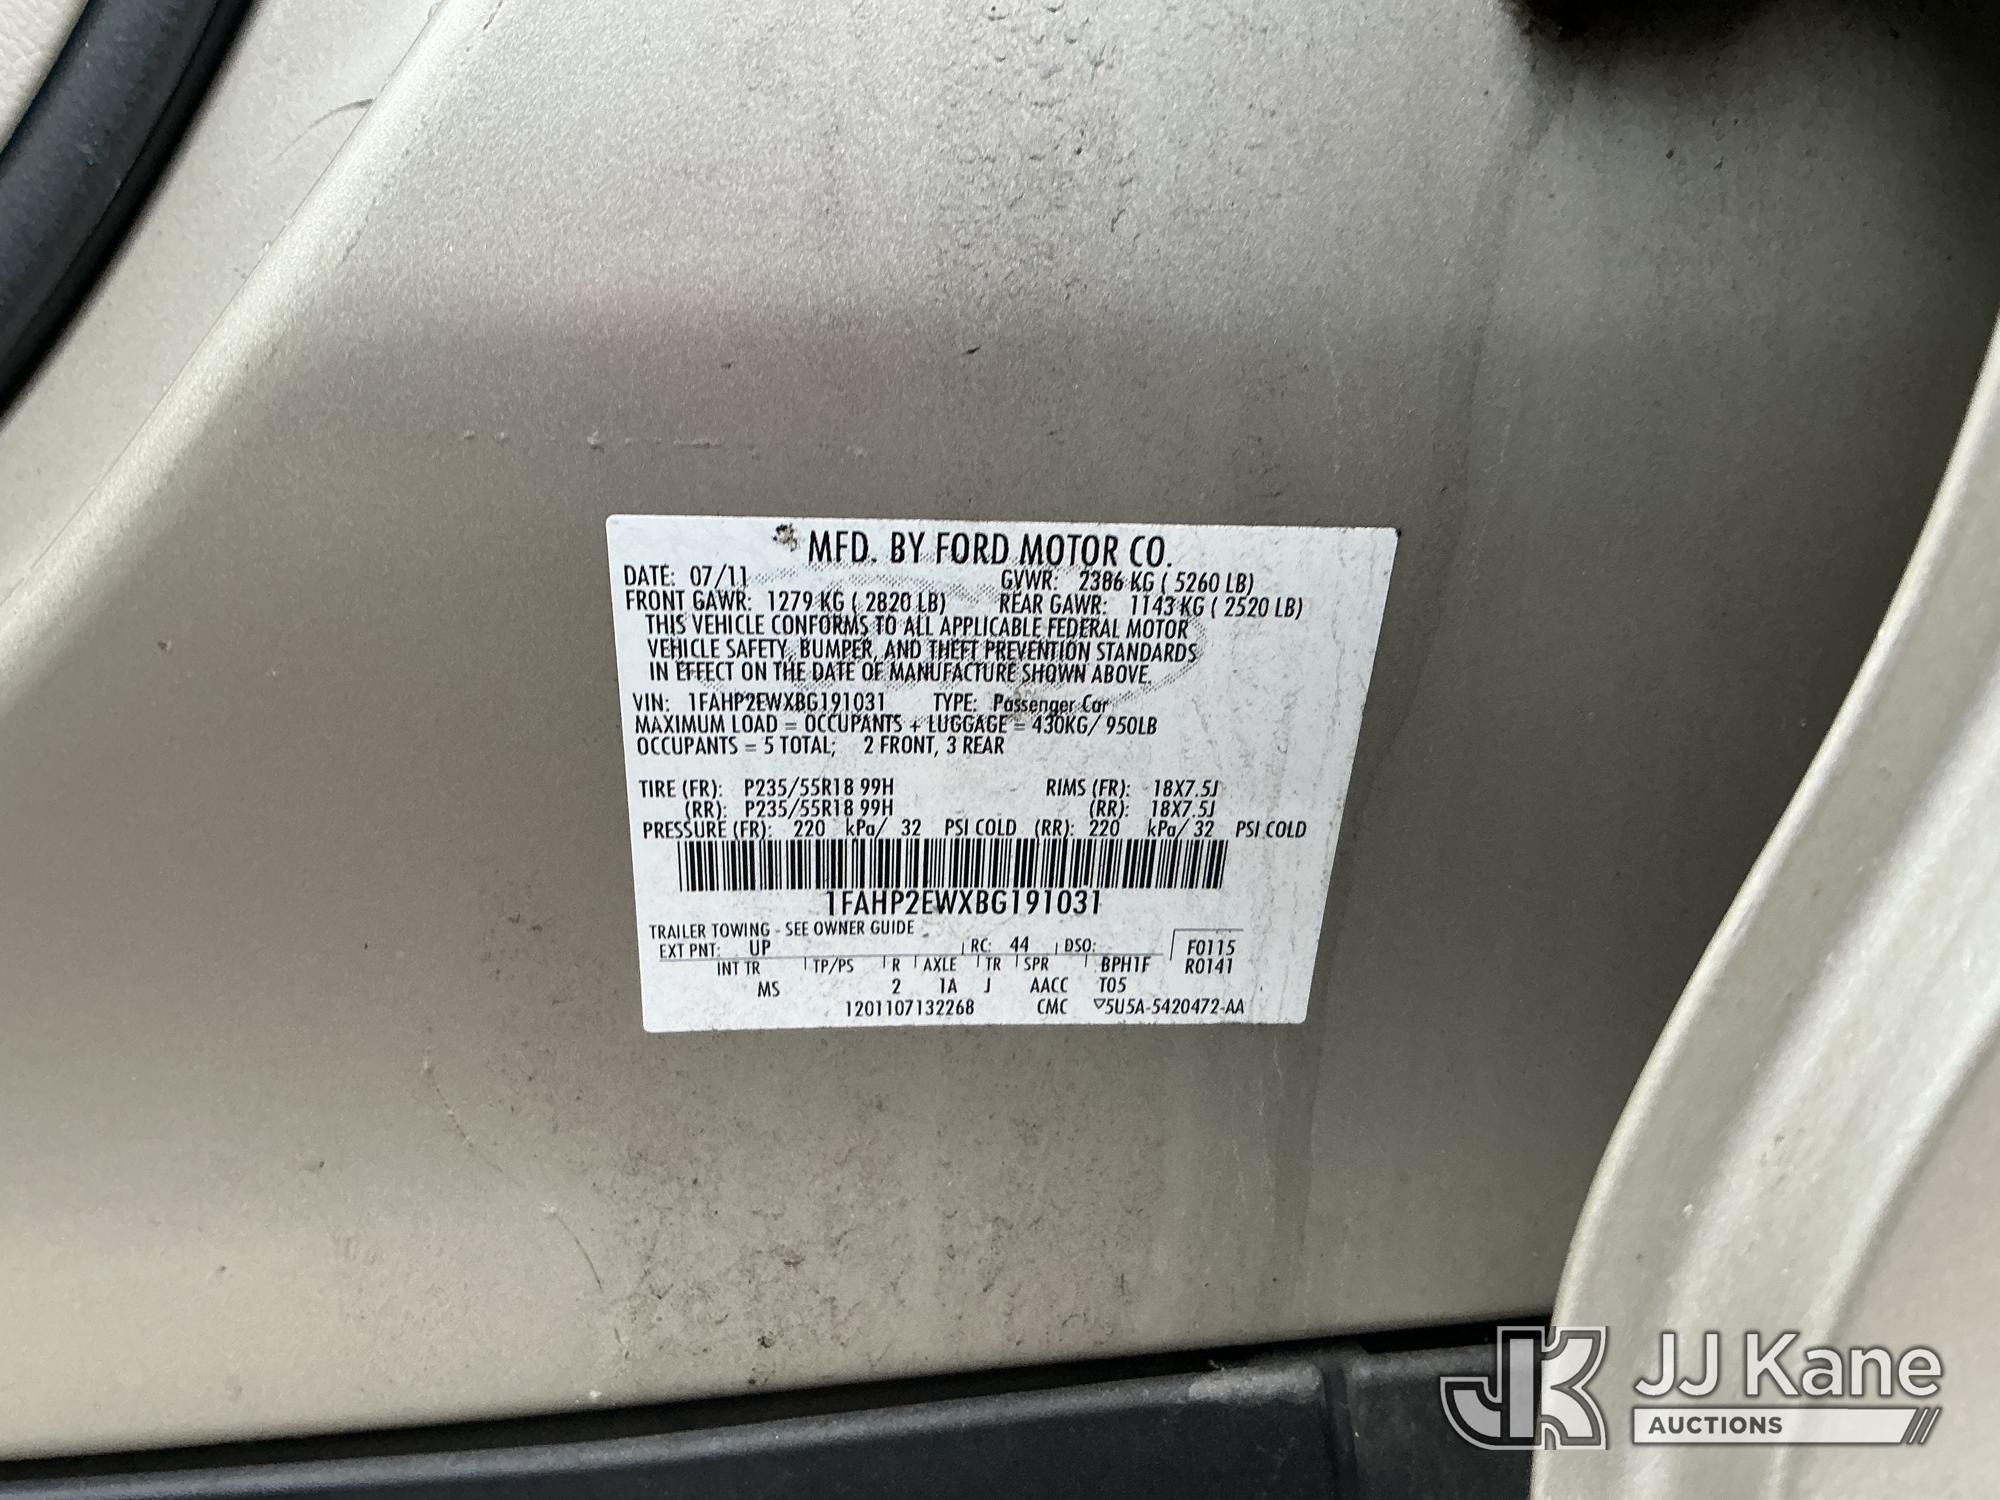 MFD. BY FORD MOTOR CO.
DATE: 07/11 GVWR: 2386 KG ( 5260 LB)
FRONT GAWR: 1279 KG ( 2820 LB) REAR GAWR: 1143 KG ( 2520 LB)
THIS VEHICLE CONFORMS TO ALL APPLICABLE FEDERAL MOTOR
VEHICLE SAFETY, BUMPER, AND THEFT PREVENTION STANDARDS
IN EFFECT ON THE DATE OF MANUFACTURE SHOWN ABOVE.
VIN: 1FAHP2EWXBG191031 TYPE: Passenger Car
MAXIMUM LOAD = OCCUPANTS + LUGGAGE = 430KG/ 950LB
OCCUPANTS = 5 TOTAL; 2 FRONT, 3 REAR
TIRE (FR): P235/55R18 99H RIMS (FR): 18X7.5J
(RR): P235/55R18 99H (RR): 18X7.5J
PRESSURE (FR): 220 kPa/ 32 PSI COLD (RR): 220 kPa/ 32 PSI COLD
1FAHP2EWXBG191031
TRAILER TOWING - SEE OWNER GUIDE
EXT PNT: UP RC: 44 DSO: F0115
INT TR TP/PS R AXLE TR SPR BPH1F R0141
MS 2 1A J AACC T05
1201107132268 CMC ▽5U5A-5420472-AA
JK JJ Kane
AUCTIONS